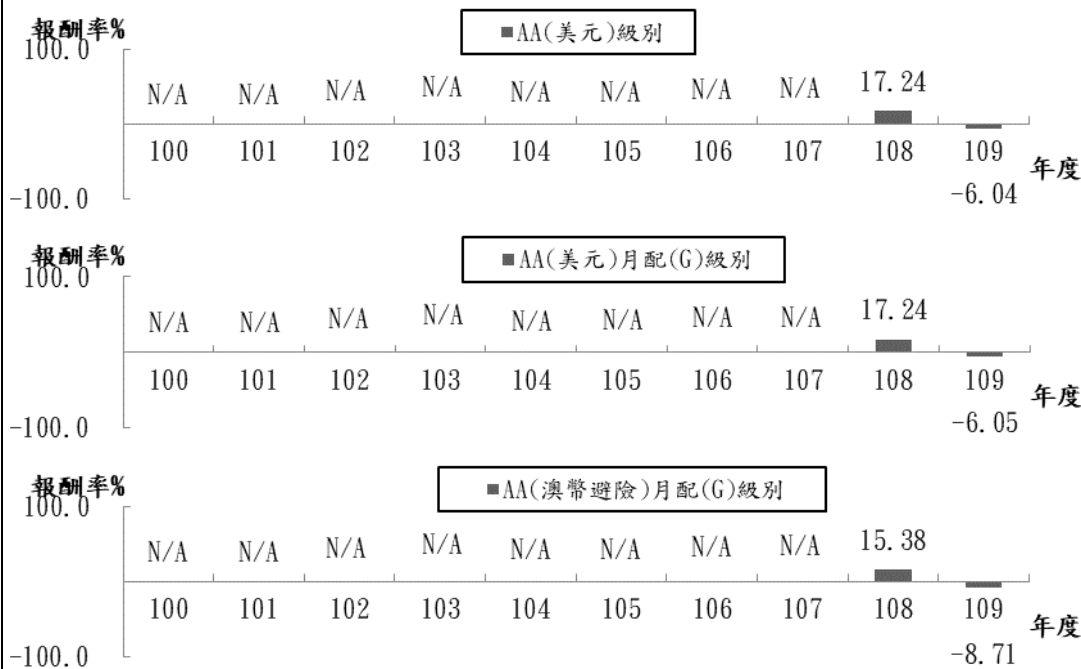 報酬率%
■AA(美元)級別
100.0
N/A N/A N/A N/A N/A N/A N/A N/A 17.24
100 101 102 103 104 105 106 107 108 109 年度
-100.0 -6.04
報酬率%
■AA(美元)月配(G)級別
100.0
N/A N/A N/A N/A N/A N/A N/A N/A 17.24
100 101 102 103 104 105 106 107 108 109 年度
-100.0 -6.05
報酬率%
■AA(澳幣避險)月配(G)級別
100.0
N/A N/A N/A N/A N/A N/A N/A N/A 15.38
100 101 102 103 104 105 106 107 108 109 年度
-100.0 -8.71